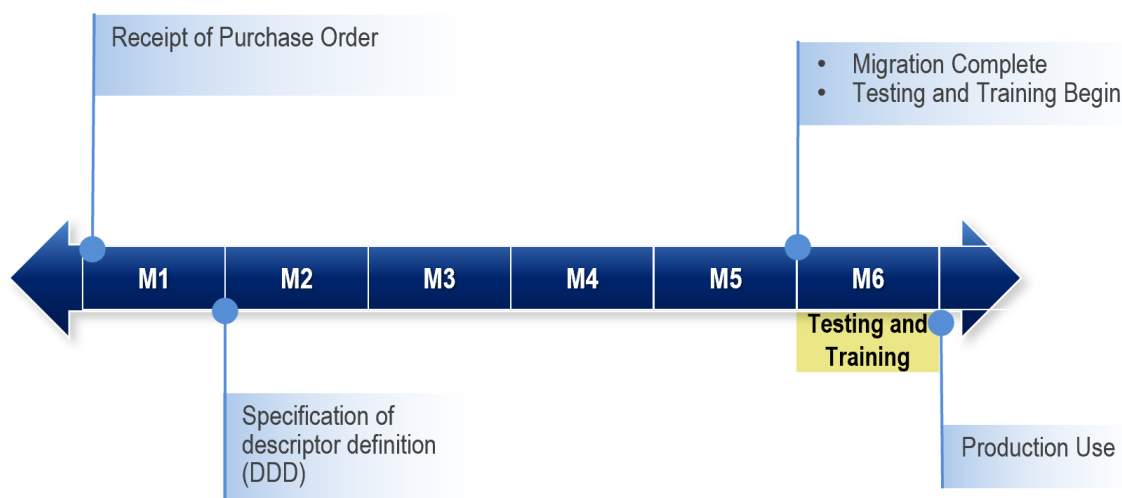 Receipt of Purchase Order
• Migration Complete
• Testing and Training Begin
M1 M2 M3 M4 M5 M6
Testing and
Training
Specification of
descriptor definition
(DDD)
Production Use